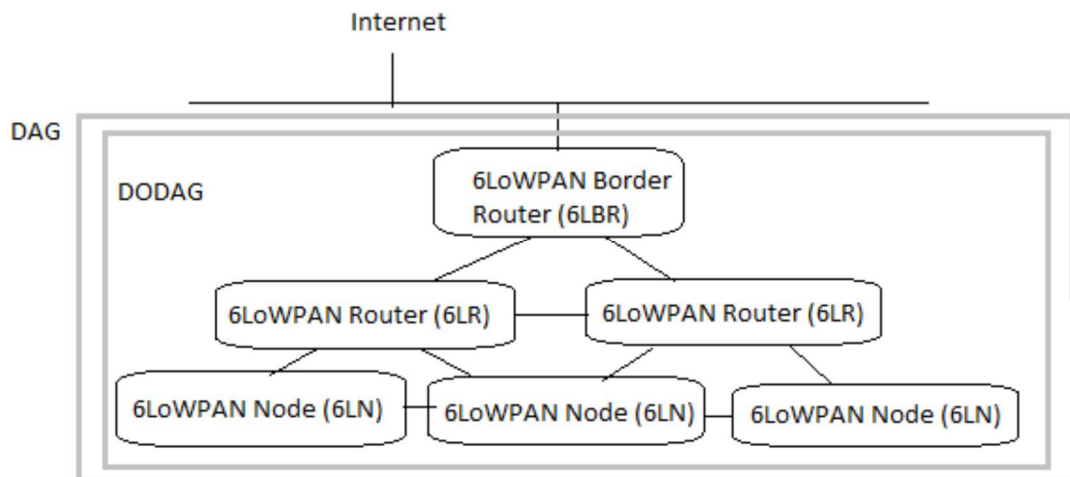 Internet
DAG
DODAG
6LoWPAN Border
Router (6LBR)
6LoWPAN Router (6LR)
6LoWPAN Router (6LR)
6LoWPAN Node (6LN)
6LoWPAN Node (6LN)
6LoWPAN Node (6LN)